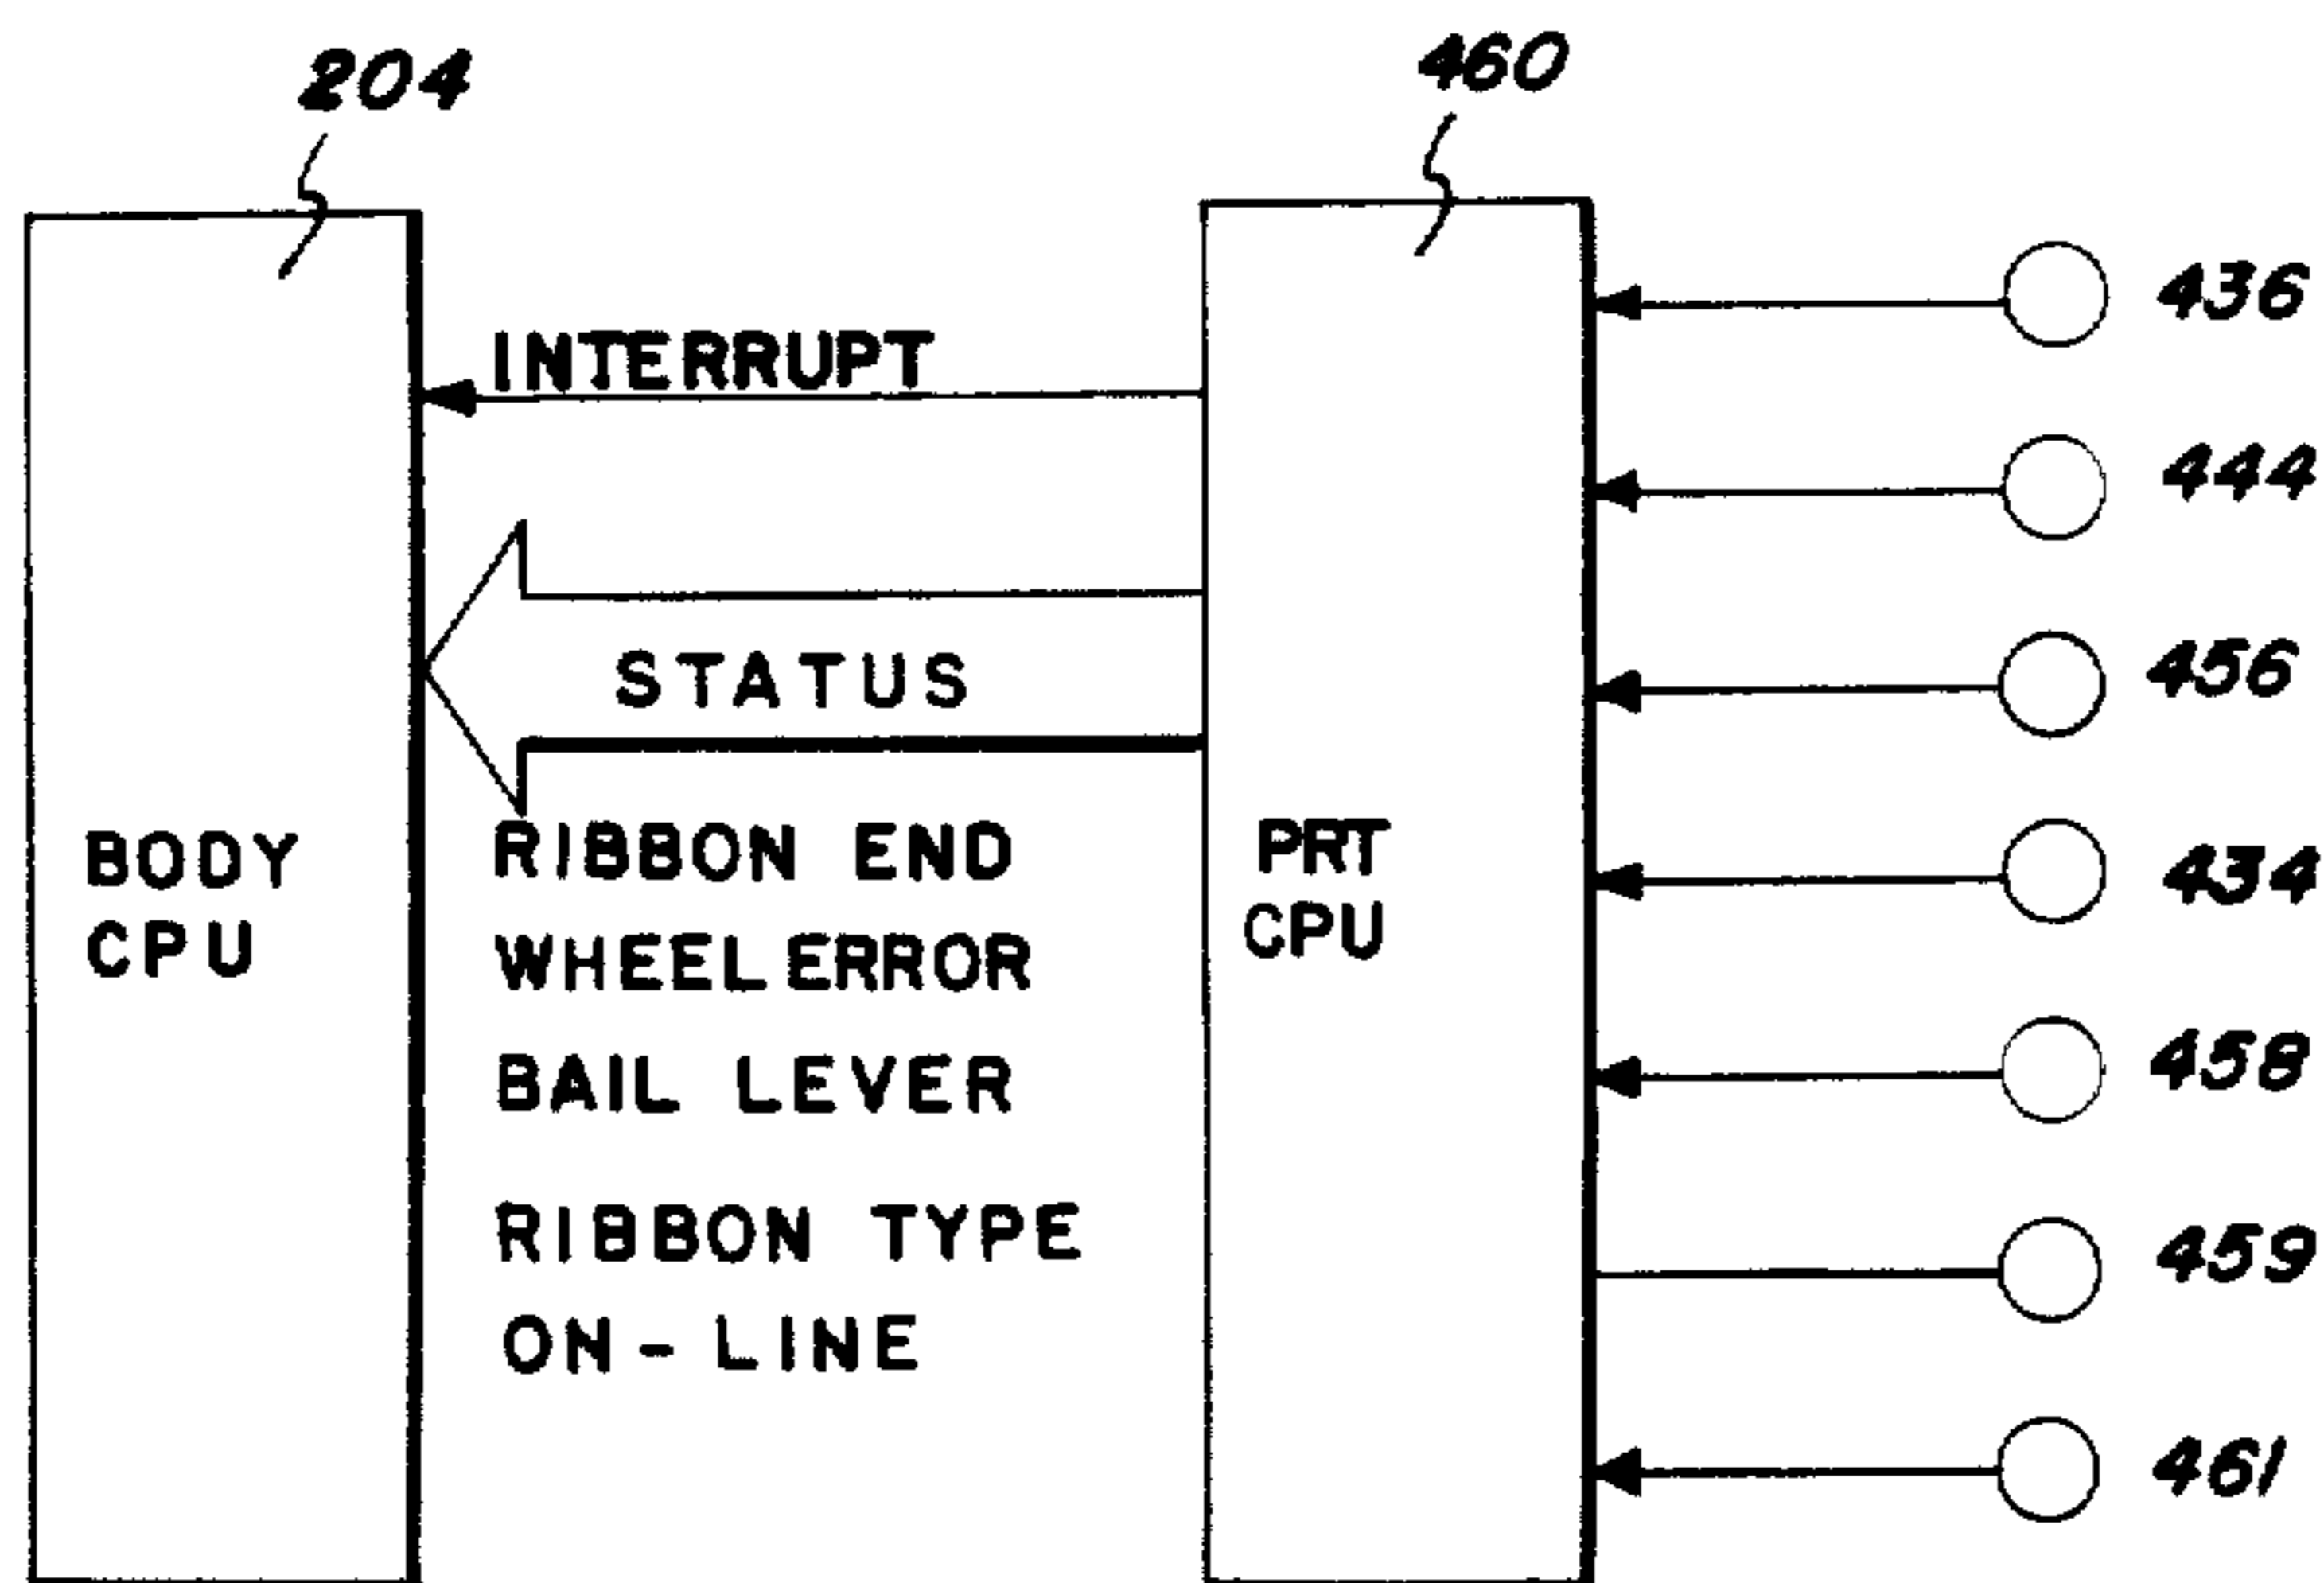 204
460
436
INTERRUPT
444
STATUS
456
BODY
CPU
RIBBON END
PRT
CPU
434
WHEEL ERROR
BAIL LEVER
458
RIBBON TYPE
459
ON-LINE
461